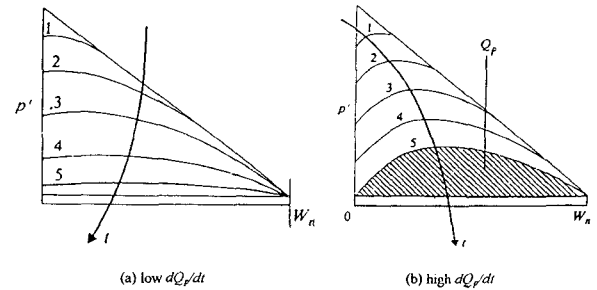 1
2
.3
4
5
p'
W_n
t
(a) low dQ_p/dt
1
2
3
4
5
Q_p
p'
0
W_n
t
(b) high dQ_p/dt